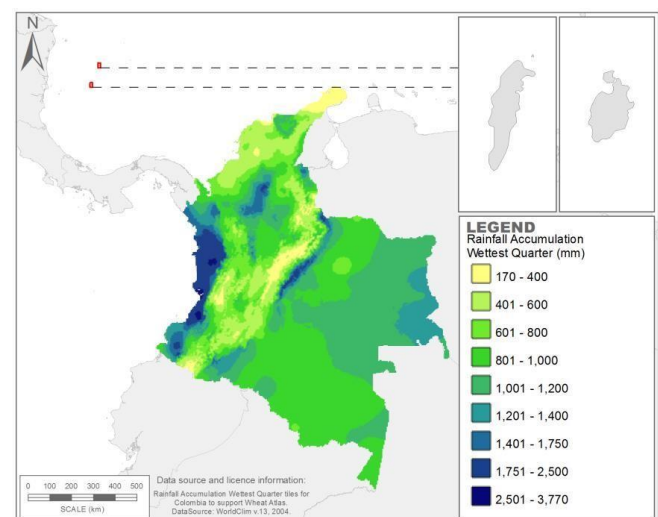 N
LEGEND
Rainfall Accumulation
Wettest Quarter (mm)
170 - 400
401 - 600
601 - 800
801 - 1,000
1,001 - 1,200
1,201 - 1,400
1,401 - 1,750
1,751 - 2,500
2,501 - 3,770
0 100 200 300 400
SCALE (km)
Data source and licence information:
Rainfall Accumulation Wettest Quarter tiles for
Colombia to support Wheat Atlas.
DataSource: WorldClim v.13, 2004.